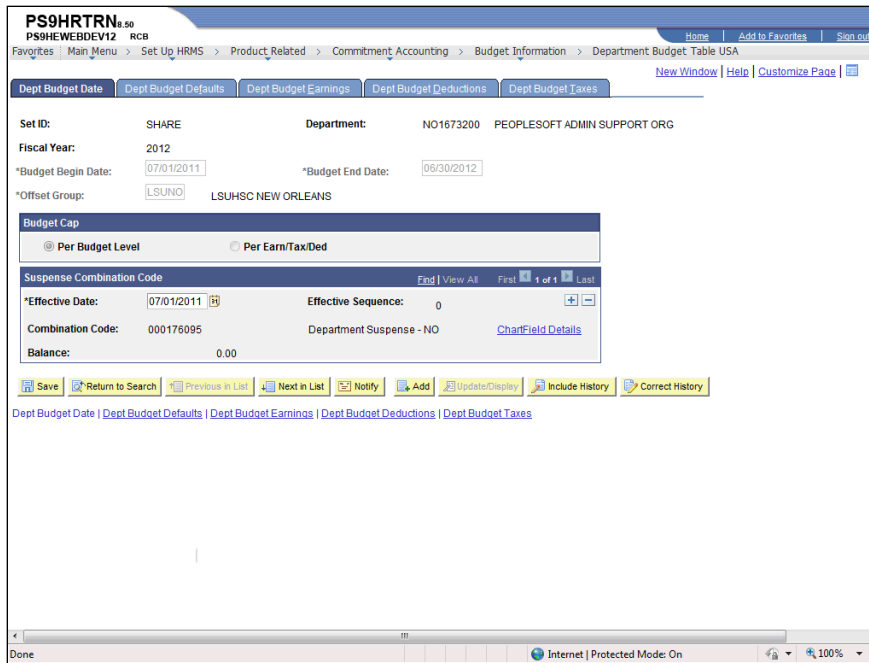 PS9HRTRN8.50
PS9HEWEBDEV12 RCB
Home | Add to Favorites | Sign out
Favorites Main Menu > Set Up HRMS > Product Related > Commitment Accounting > Budget Information > Department Budget Table USA
New Window | Help | Customize Page |
Dept Budget Date Dept Budget Defaults Dept Budget Earnings Dept Budget Deductions Dept Budget Taxes
Set ID: SHARE Department: NO1673200 PEOPLESOFT ADMIN SUPPORT ORG
Fiscal Year: 2012
*Budget Begin Date: 07/01/2011 *Budget End Date: 06/30/2012
*Offset Group: LSUNO LSUHSC NEW ORLEANS
Budget Cap
Per Budget Level Per Earn/Tax/Ded
Suspense Combination Code Find | View All First 1 of 1 Last
*Effective Date: 07/01/2011 31 Effective Sequence: 0 + -
Combination Code: 000176095 Department Suspense - NO ChartField Details
Balance: 0.00
Save Return to Search Previous in List Next in List Notify Add Update/Display Include History Correct History
Dept Budget Date | Dept Budget Defaults | Dept Budget Earnings | Dept Budget Deductions | Dept Budget Taxes
Done Internet | Protected Mode: On 100%